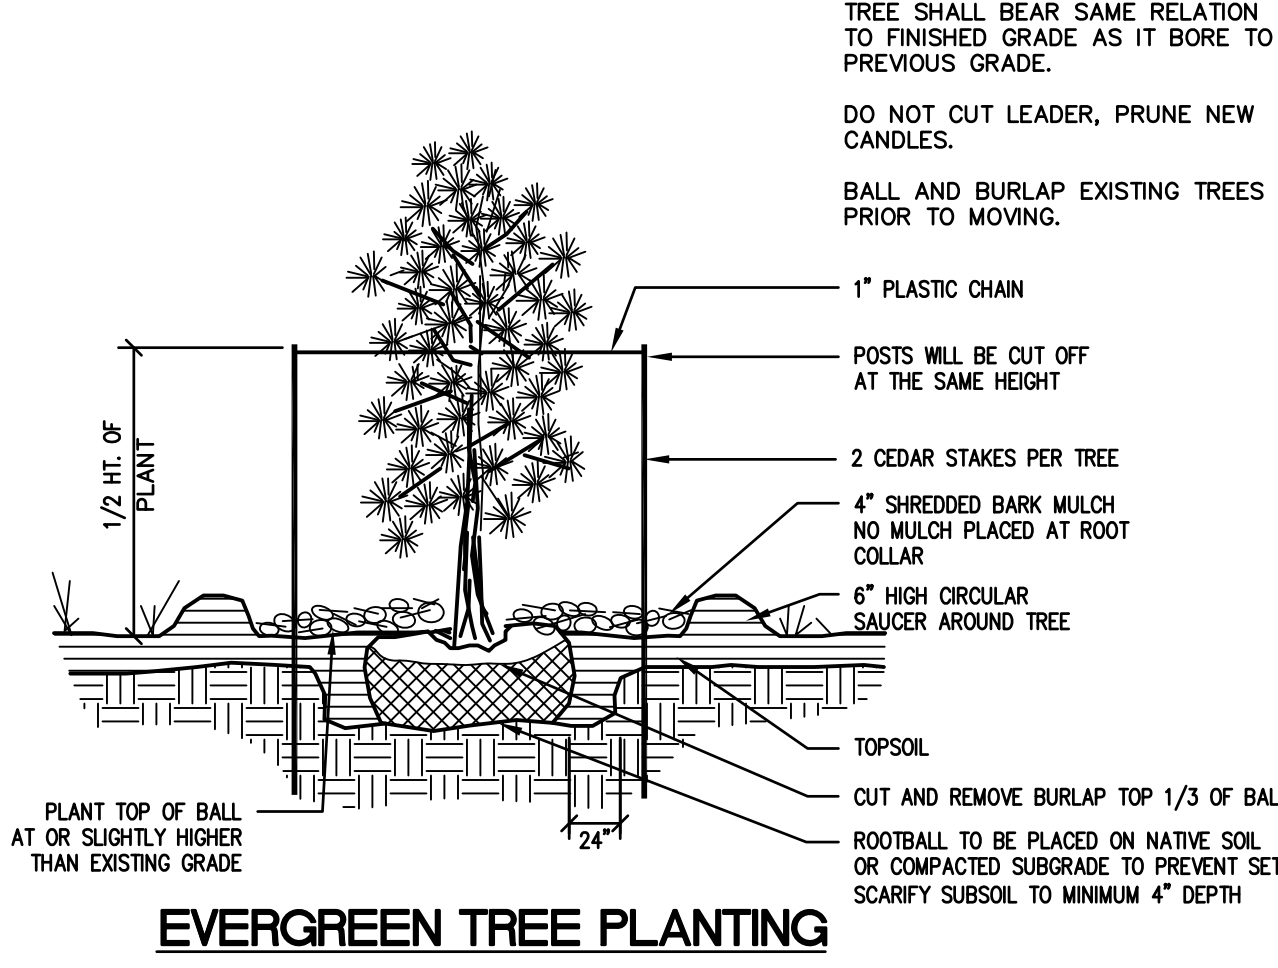 TREE SHALL BEAR SAME RELATION
TO FINISHED GRADE AS IT BORE TO
PREVIOUS GRADE.
DO NOT CUT LEADER, PRUNE NEW
CANDLES.
BALL AND BURLAP EXISTING TREES
PRIOR TO MOVING.
1" PLASTIC CHAIN
POSTS WILL BE CUT OFF
AT THE SAME HEIGHT
1/2 HT. OF
PLANT
2 CEDAR STAKES PER TREE
4" SHREDDED BARK MULCH
NO MULCH PLACED AT ROOT
COLLAR
6" HIGH CIRCULAR
SAUCER AROUND TREE
TOPSOIL
CUT AND REMOVE BURLAP TOP 1/3 OF BAL
PLANT TOP OF BALL
AT OR SLIGHTLY HIGHER
THAN EXISTING GRADE
24"
ROOTBALL TO BE PLACED ON NATIVE SOIL
OR COMPACTED SUBGRADE TO PREVENT SET
SCARIFY SUBSOIL TO MINIMUM 4" DEPTH
EVERGREEN TREE PLANTING